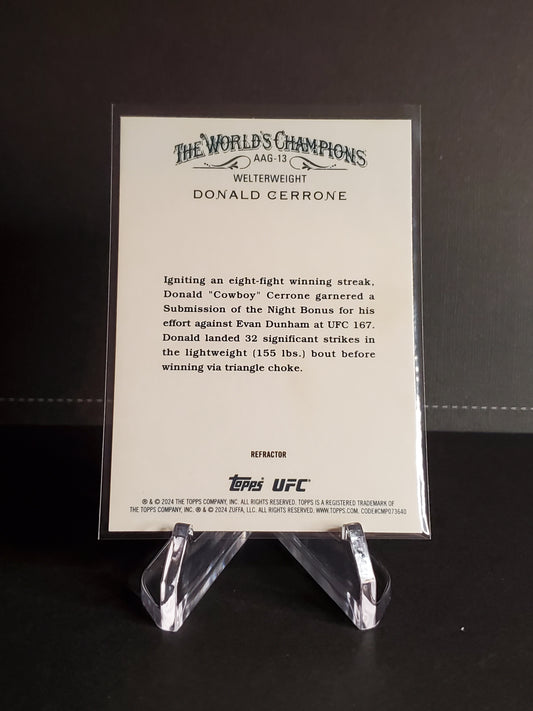 THE WORLD'S CHAMPIONS
AAG-13
WELTERWEIGHT
DONALD CERRONE
Igniting an eight-fight winning streak,
Donald "Cowboy" Cerrone garnered a
Submission of the Night Bonus for his
effort against Evan Dunham at UFC 167.
Donald landed 32 significant strikes in
the lightweight (155 lbs.) bout before
winning via triangle choke.
REFRACTOR
Topps UFC®
® & © 2024 THE TOPPS COMPANY, INC. ALL RIGHTS RESERVED. TOPPS IS A REGISTERED TRADEMARK OF
THE TOPPS COMPANY, INC. ® & © 2024 ZUFFA, LLC. ALL RIGHTS RESERVED. WWW.TOPPS.COM. CODE#CMP073640